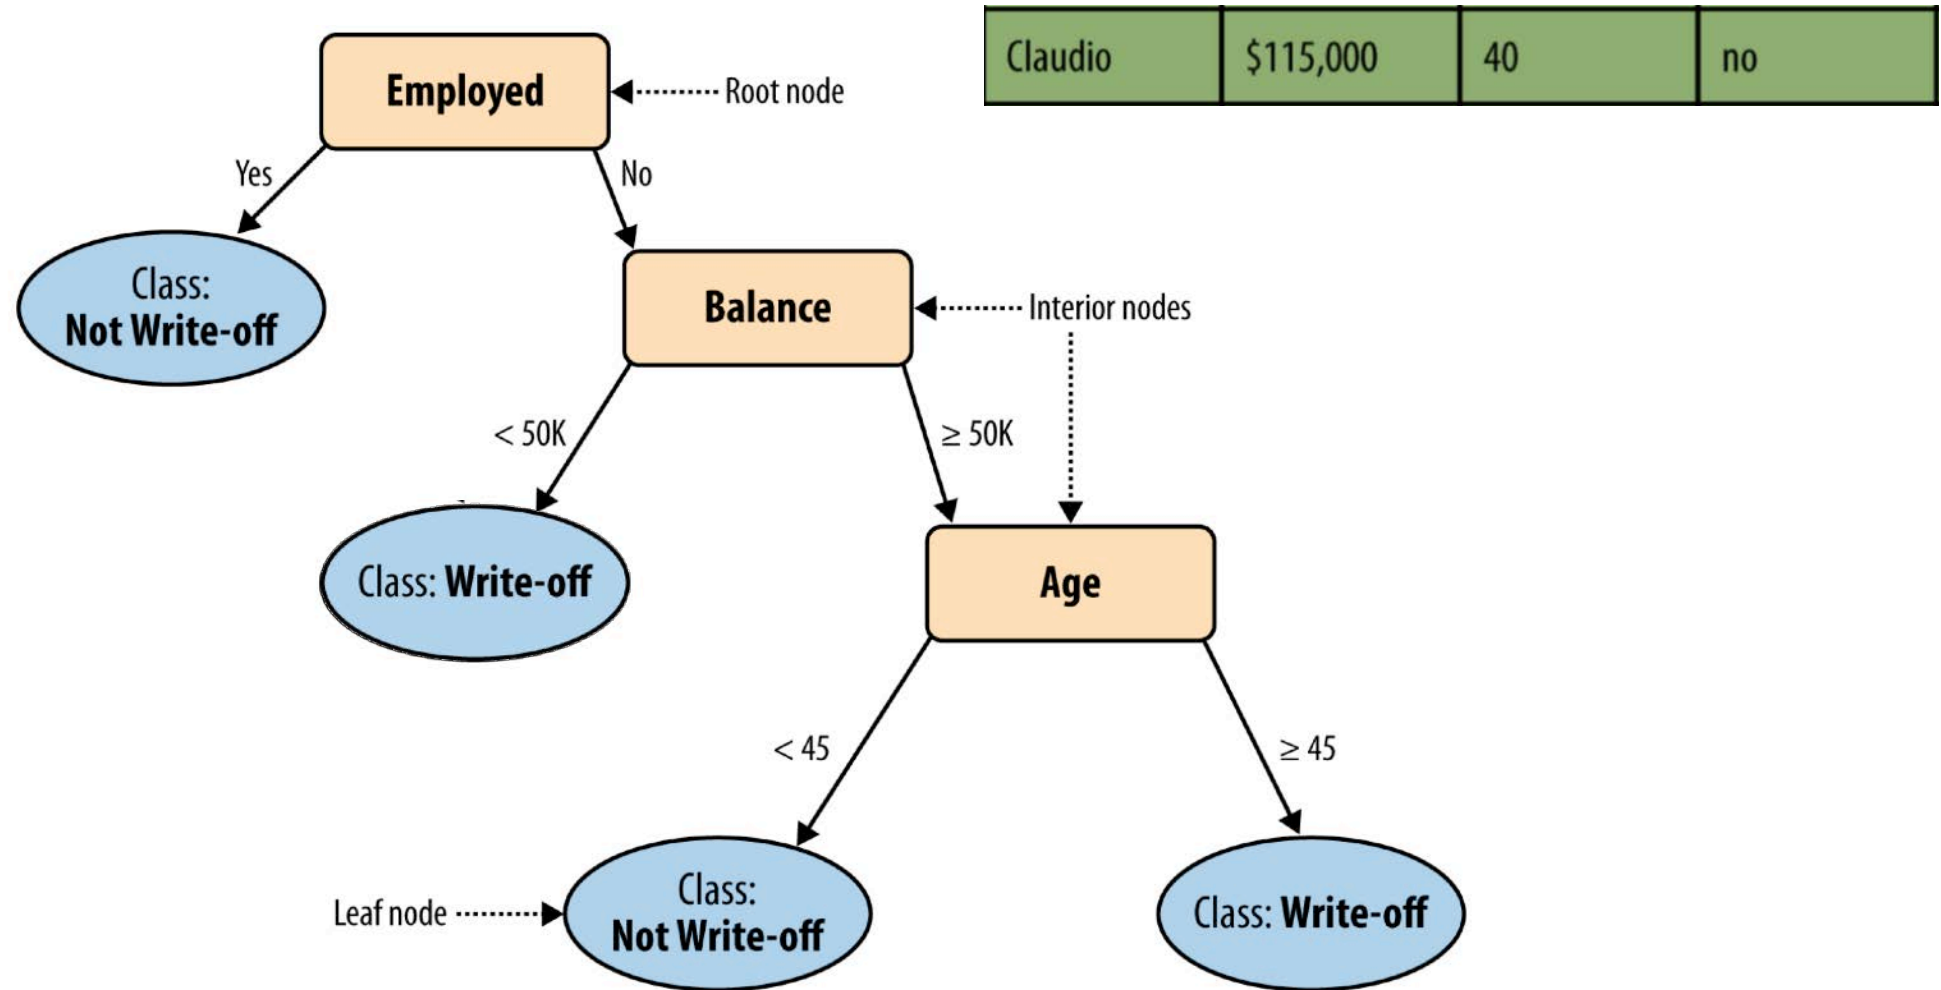 Claudio $115,000 40 no
Employed
Root node
Yes
No
Class:
Not Write-off
Balance
Interior nodes
< 50K
≥ 50K
Class: Write-off
Age
< 45
≥ 45
Leaf node
Class:
Not Write-off
Class: Write-off